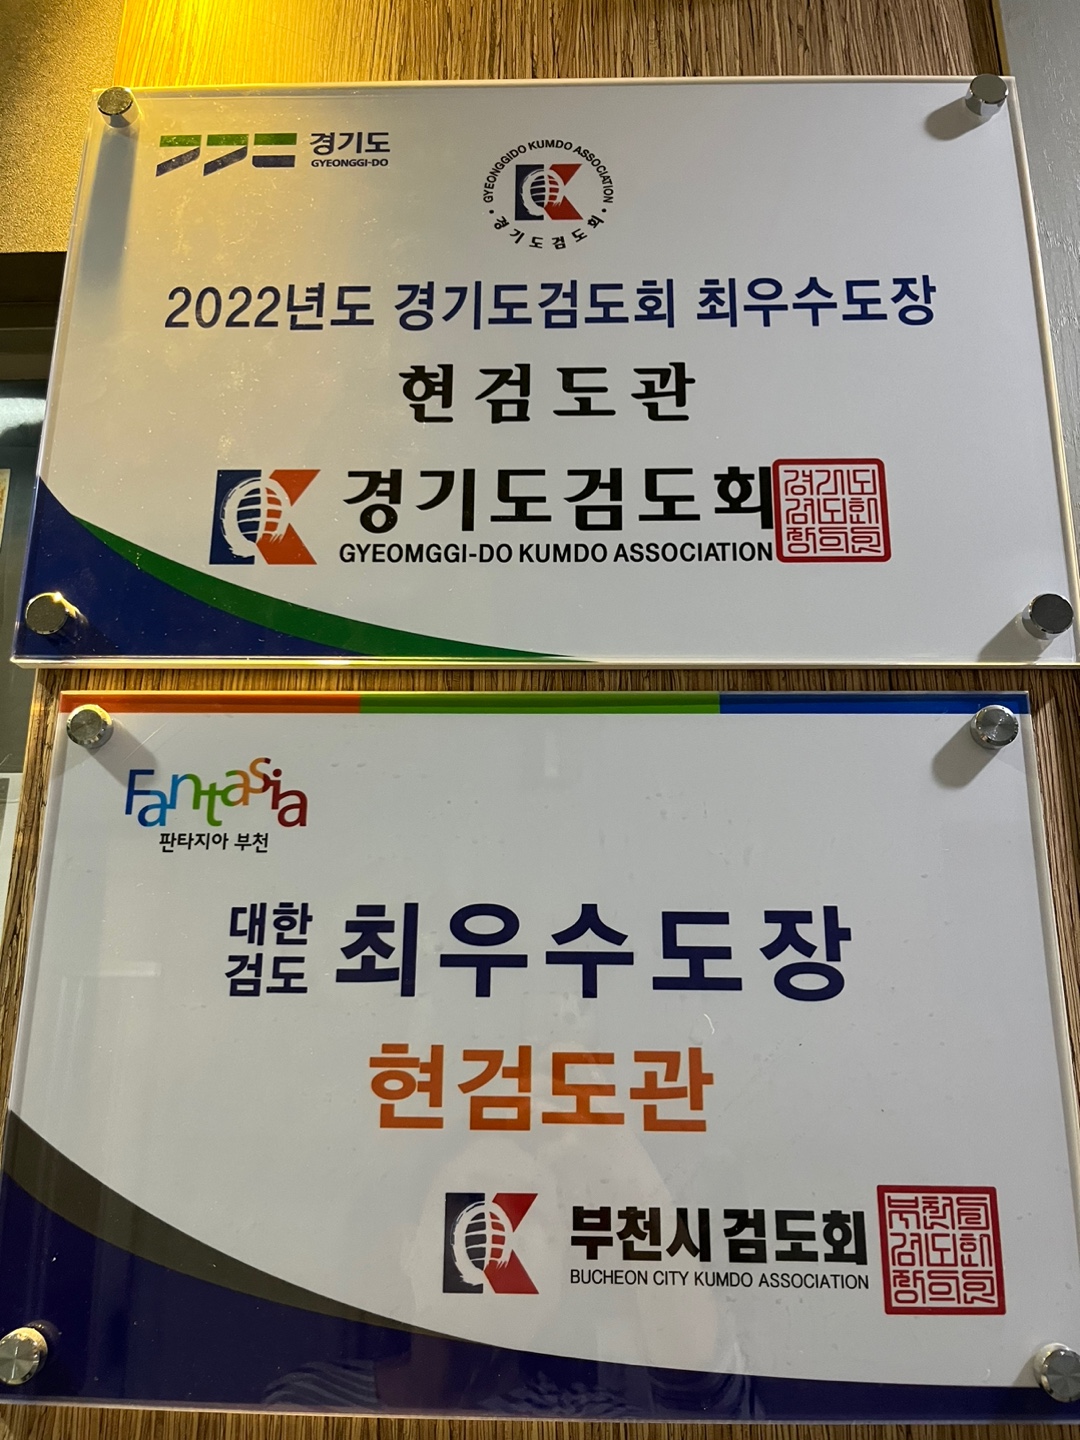 경기도
GYEONGGI-DO
GYEONGGIDO KUMDO ASSOCIATION
경기도검도회
2022년도 경기도검도회 최우수도장
현검도관
경기도검도회
GYEOMGGI-DO KUMDO ASSOCIATION
Fantasia
판타지아 부천
대한
검도
최우수도장
현검도관
부천시검도회
BUCHEON CITY KUMDO ASSOCIATION